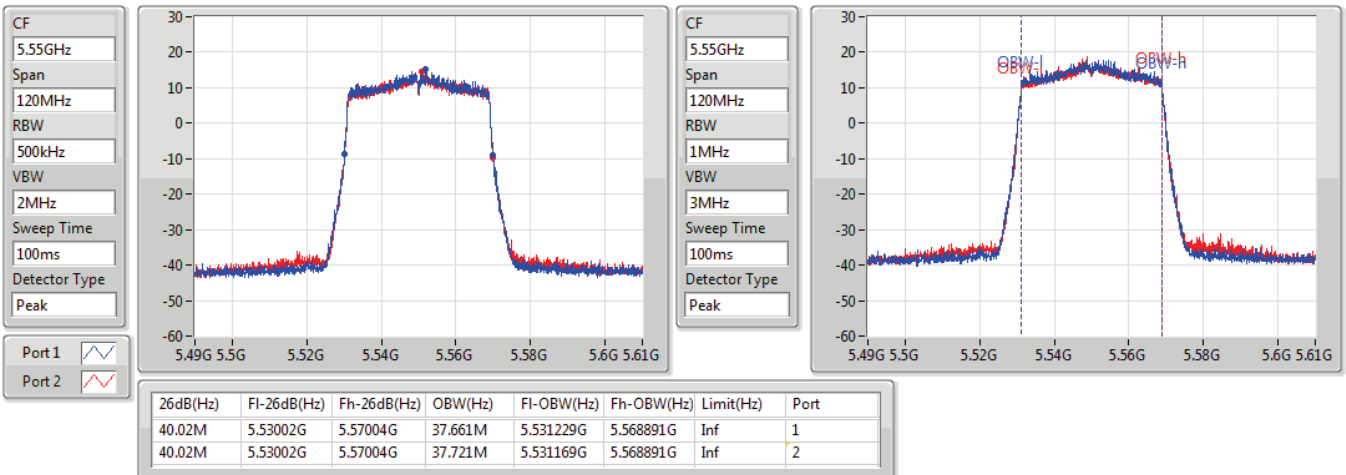 CF
5.55GHz
Span
120MHz
RBW
500kHz
VBW
2MHz
Sweep Time
100ms
Detector Type
Peak
Port 1
Port 2
30
20
10
0
-10
-20
-30
-40
-50
-60
5.49G 5.5G 5.52G 5.54G 5.56G 5.58G 5.6G 5.61G
CF
5.55GHz
Span
120MHz
RBW
1MHz
VBW
3MHz
Sweep Time
100ms
Detector Type
Peak
30
20
10
0
-10
-20
-30
-40
-50
-60
OBW-l OBW-h
OBW-l OBW-h
5.49G 5.5G 5.52G 5.54G 5.56G 5.58G 5.6G 5.61G
26dB(Hz) Fl-26dB(Hz) Fh-26dB(Hz) OBW(Hz) Fl-OBW(Hz) Fh-OBW(Hz) Limit(Hz) Port
40.02M 5.53002G 5.57004G 37.661M 5.531229G 5.568891G Inf 1
40.02M 5.53002G 5.57004G 37.721M 5.531169G 5.568891G Inf 2